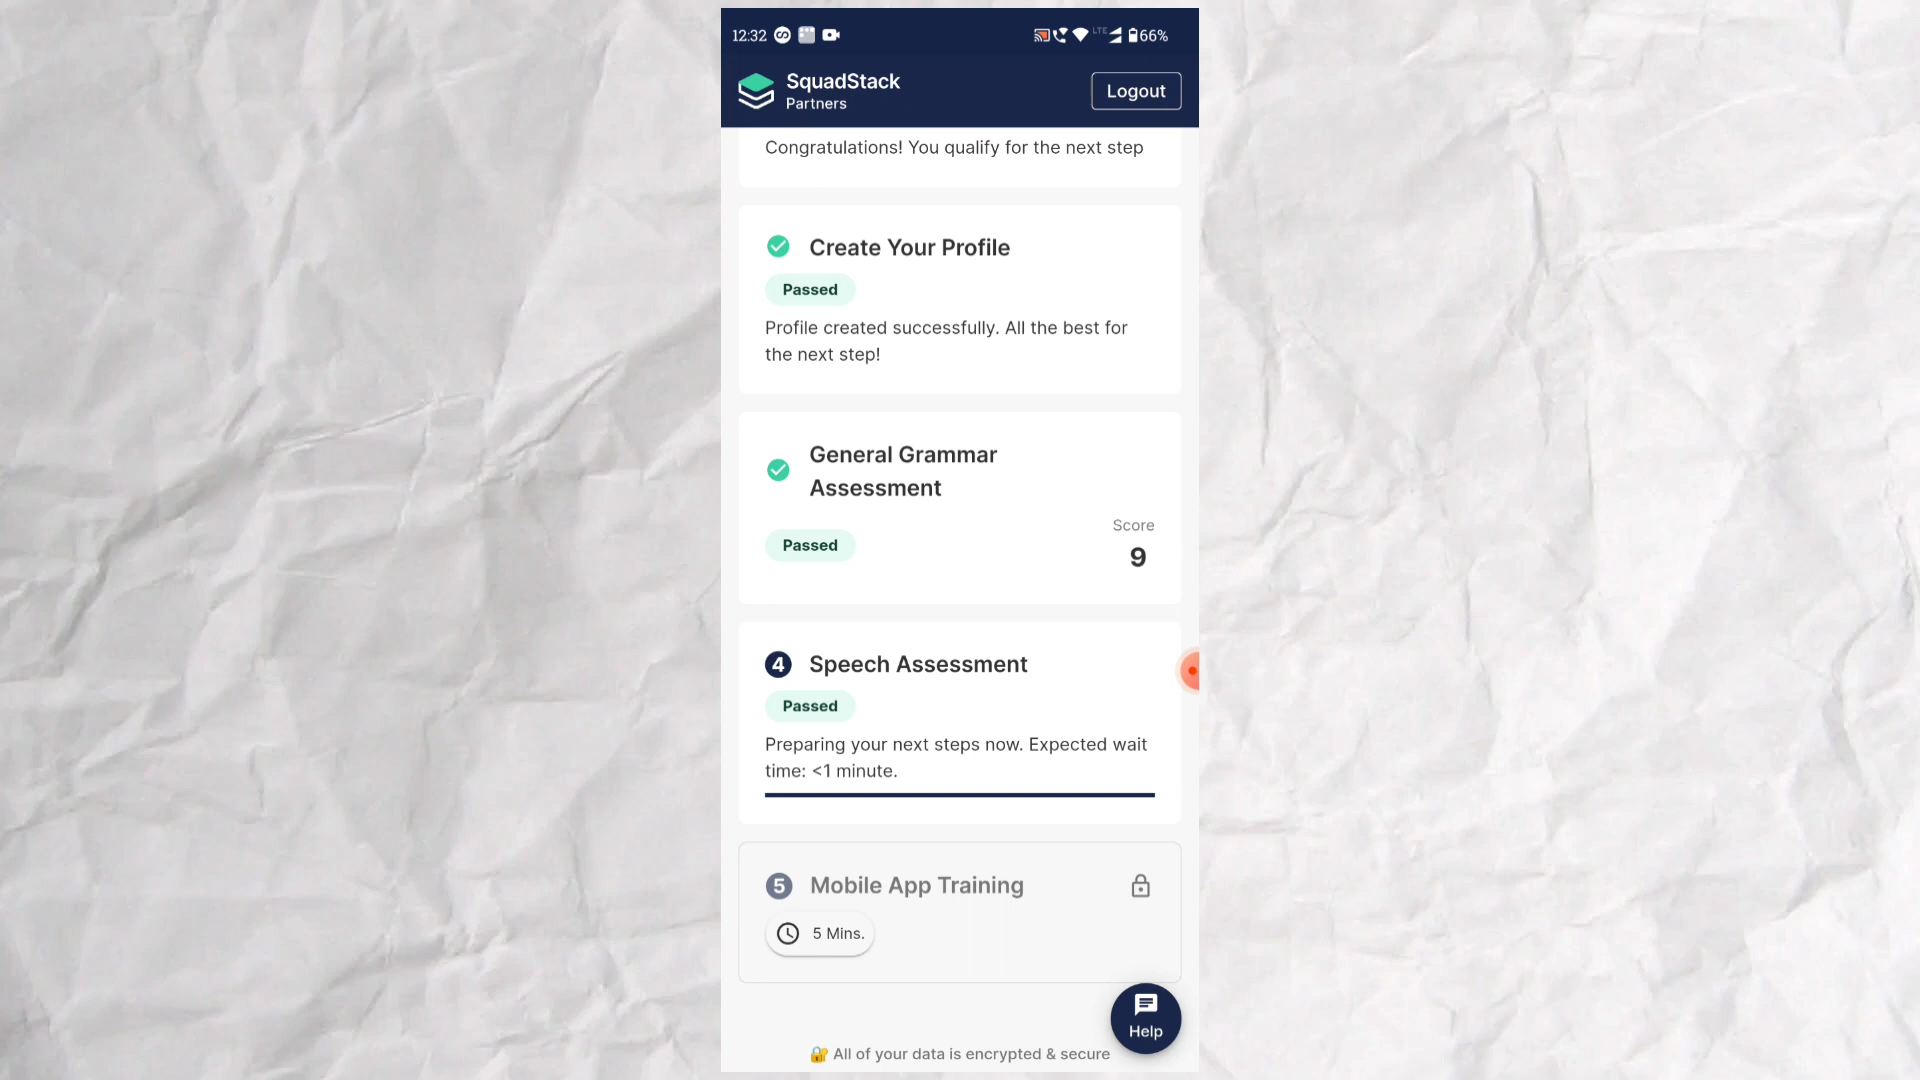 12:32
LTE
66%
SquadStack
Partners
Logout
Congratulations! You qualify for the next step
Create Your Profile
Passed
Profile created successfully. All the best for
the next step!
General Grammar
Assessment
Score
Passed
9
4 Speech Assessment
Passed
Preparing your next steps now. Expected wait
time: <1 minute.
5 Mobile App Training
5 Mins.
Help
All of your data is encrypted & secure